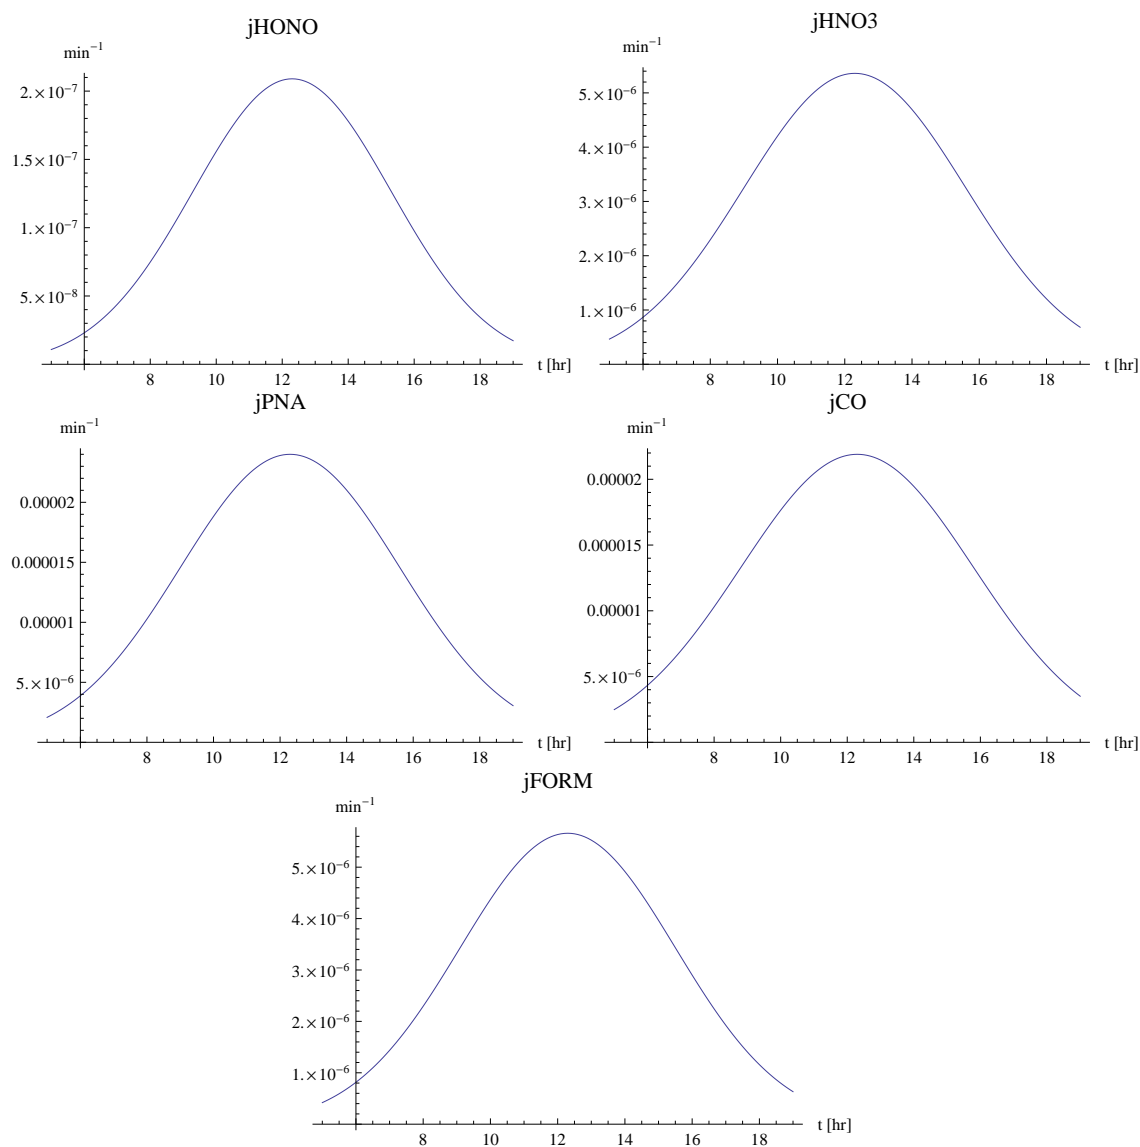 jHONO
min⁻¹
2.×10⁻⁷
1.5×10⁻⁷
1.×10⁻⁷
5.×10⁻⁸
8 10 12 14 16 18 t [hr]
jHNO3
min⁻¹
5.×10⁻⁶
4.×10⁻⁶
3.×10⁻⁶
2.×10⁻⁶
1.×10⁻⁶
8 10 12 14 16 18 t [hr]
jPNA
min⁻¹
0.00002
0.000015
0.00001
5.×10⁻⁶
8 10 12 14 16 18 t [hr]
jCO
min⁻¹
0.00002
0.000015
0.00001
5.×10⁻⁶
8 10 12 14 16 18 t [hr]
jFORM
min⁻¹
5.×10⁻⁶
4.×10⁻⁶
3.×10⁻⁶
2.×10⁻⁶
1.×10⁻⁶
8 10 12 14 16 18 t [hr]